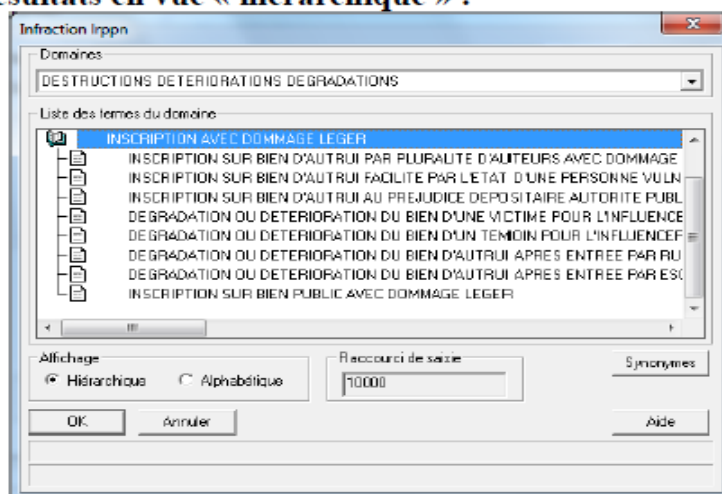 résultats en vue « hiérarchique » :
Infraction lrppn
Domaines
DESTRUCTIONS DETERIORATIONS DEGRADATIONS
Liste des termes du domaine
INSCRIPTION AVEC DOMMAGE LEGER
INSCRIPTION SUR BIEN D'AUTRUI PAR PLURALITE D'AUTEURS AVEC DOMMAGE
INSCRIPTION SUR BIEN D'AUTRUI FACILITE PAR L'ETAT D'UNE PERSONNE VULN
INSCRIPTION SUR BIEN D'AUTRUI AU PREJUDICE DEPOSITAIRE AUTORITE PUBL
DEGRADATION OU DETERIORATION DU BIEN D'UNE VICTIME POUR L'INFLUENCE
DEGRADATION OU DETERIORATION DU BIEN D'UN TEMOIN POUR L'INFLUENCER
DEGRADATION OU DETERIORATION DU BIEN D'AUTRUI APRES ENTREE PAR RU
DEGRADATION OU DETERIORATION DU BIEN D'AUTRUI APRES ENTREE PAR ESC
INSCRIPTION SUR BIEN PUBLIC AVEC DOMMAGE LEGER
Affichage
Hiérarchique Alphabétique
Raccourci de saisie
10000
Synonymes
OK Annuler Aide